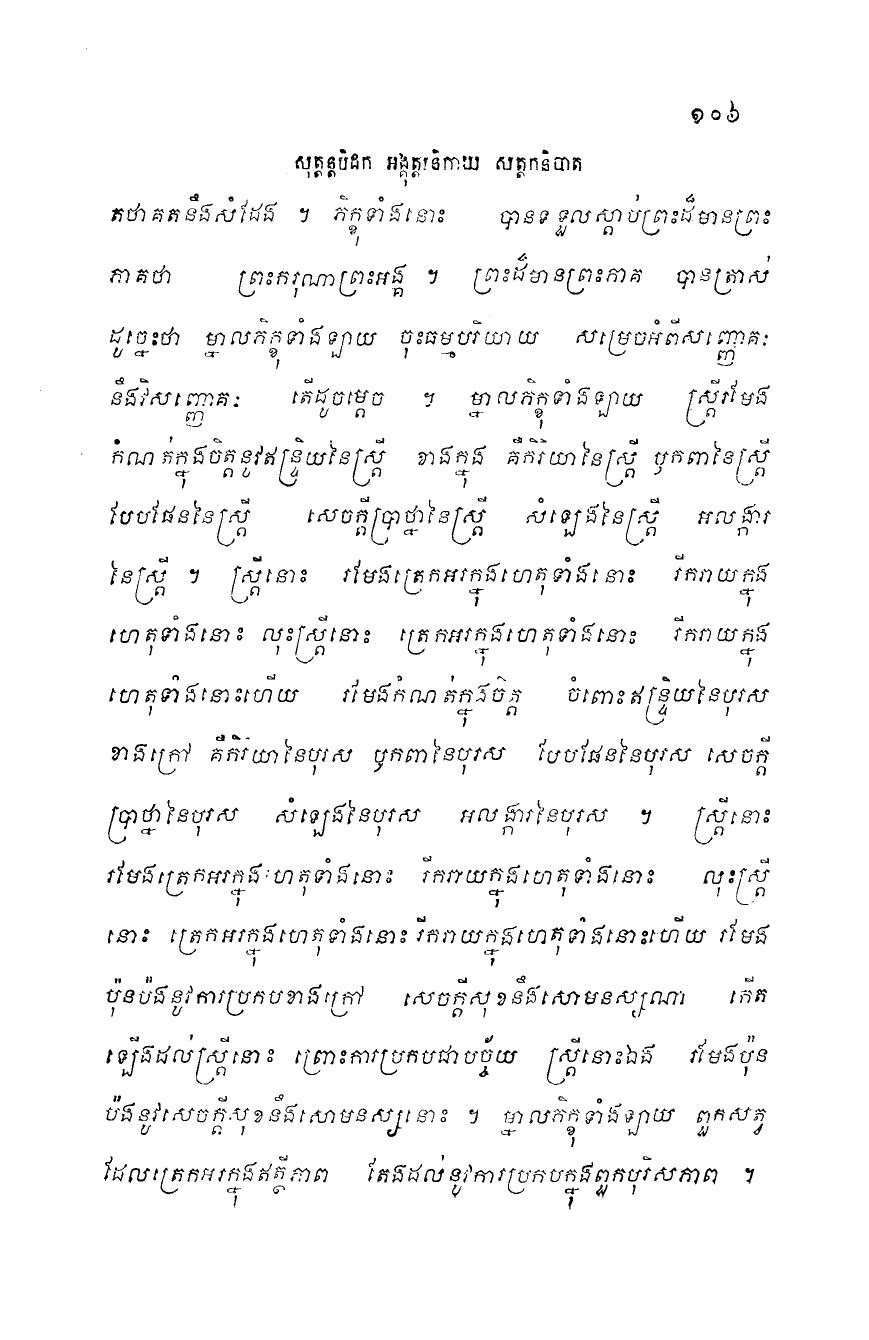 ១០៦
សុត្តន្តបិដក អង្គុត្តរនិកាយ សត្តកនិបាត
តថាគតនឹងសំដែង ។ ភិក្ខុទាំងនោះ បានទទួលស្តាប់ព្រះដ៏មានព្រះ
ភាគថា ព្រះករុណាព្រះអង្គ ។ ព្រះដ៏មានព្រះភាគ បានត្រាស់
ដូច្នេះថា ម្នាលភិក្ខុទាំងឡាយ ចុះធម្មបរិយាយ សម្រេចអំពីសញ្ញោគៈ
នឹងវិសញ្ញោគៈ តើដូចម្តេច ។ ម្នាលភិក្ខុទាំងឡាយ ស្ត្រីរមែង
កំណត់ក្នុងចិត្តនូវឥន្ទ្រិយនៃស្ត្រី ខាងក្នុង គឺកិរិយានៃស្ត្រី ឫកពានៃស្ត្រី
បែបផែននៃស្ត្រី សេចក្តីប្រាថ្នានៃស្ត្រី សំឡេងនៃស្ត្រី អលង្ការ
នៃស្ត្រី ។ ស្ត្រីនោះ រមែងត្រេកអរក្នុងហេតុទាំងនោះ រីករាយក្នុង
ហេតុទាំងនោះ លុះស្ត្រីនោះ ត្រេកអរក្នុងហេតុទាំងនោះ រីករាយក្នុង
ហេតុទាំងនោះហើយ រមែងកំណត់ក្នុងចិត្ត ចំពោះឥន្ទ្រិយនៃបុរស
ខាងក្រៅ គឺកិរិយានៃបុរស ឫកពានៃបុរស បែបផែននៃបុរស សេចក្តី
ប្រាថ្នានៃបុរស សំឡេងនៃបុរស អលង្ការនៃបុរស ។ ស្ត្រីនោះ
រមែងត្រេកអរក្នុងហេតុទាំងនោះ រីករាយក្នុងហេតុទាំងនោះ លុះស្ត្រី
នោះ ត្រេកអរក្នុងហេតុទាំងនោះ រីករាយក្នុងហេតុទាំងនោះហើយ រមែង
ប៉ុនប៉ងនូវការប្រកបខាងក្រៅ សេចក្តីសុខនឹងសោមនស្សណា កើត
ឡើងដល់ស្ត្រីនោះ ព្រោះការប្រកបជាបច្ច័យ ស្ត្រីនោះឯង រមែងប៉ុន
ប៉ងនូវសេចក្តីសុខនឹងសោមនស្សនោះ ។ ម្នាលភិក្ខុទាំងឡាយ ពួកសត្វ
ដែលត្រេកអរក្នុងឥត្ថីភាព តែងដល់នូវការប្រកបក្នុងពួកបុរិសភាព ។